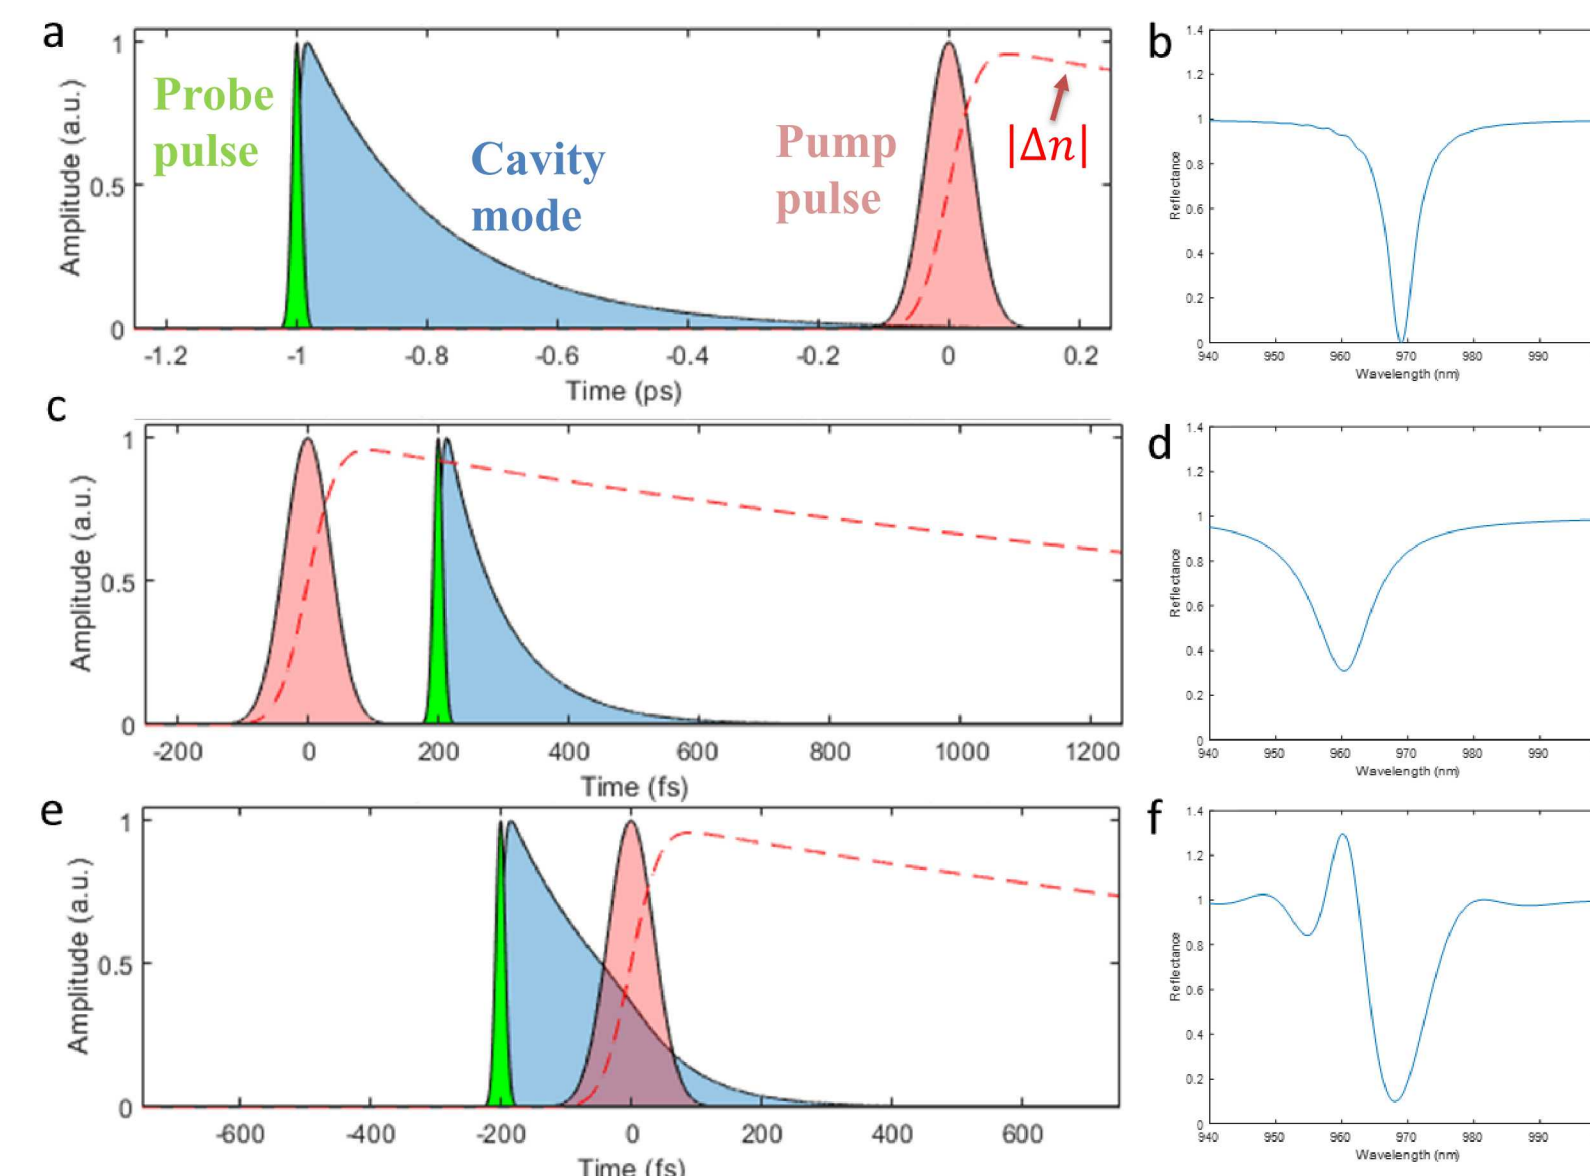 a
Amplitude (a.u.)
1
0.5
0
Probe
pulse
Cavity
mode
Pump
pulse
|Δn|
-1.2 -1 -0.8 -0.6 -0.4 -0.2 0 0.2
Time (ps)
b
Reflectance
1.4
1.2
1
0.8
0.6
0.4
0.2
0
940 950 960 970 980 990
Wavelength (nm)
c
Amplitude (a.u.)
1
0.5
0
-200 0 200 400 600 800 1000 1200
Time (fs)
d
Reflectance
1.4
1.2
1
0.8
0.6
0.4
0.2
0
940 950 960 970 980 990
Wavelength (nm)
e
Amplitude (a.u.)
1
0.5
0
-600 -400 -200 0 200 400 600
Time (fs)
f
Reflectance
1.4
1.2
1
0.8
0.6
0.4
0.2
0
940 950 960 970 980 990
Wavelength (nm)